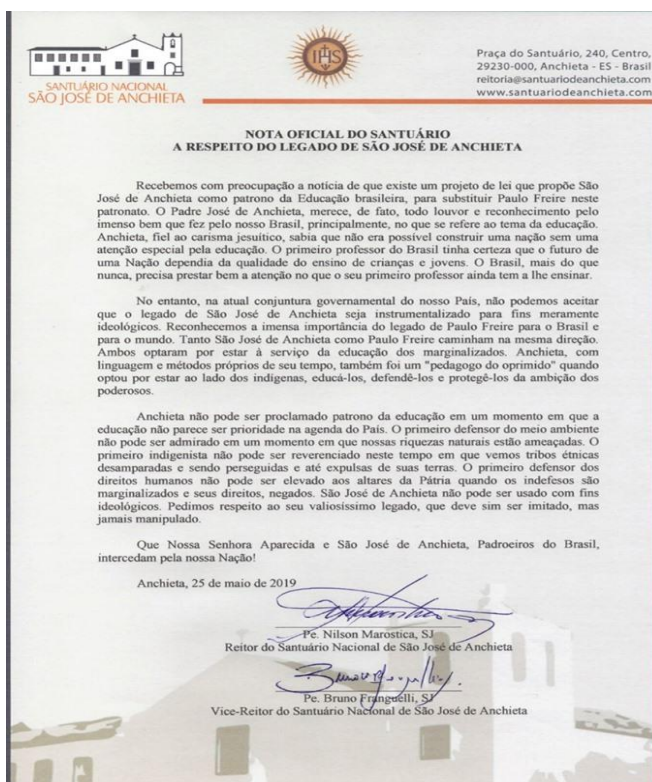 SANTUÁRIO NACIONAL
SÃO JOSÉ DE ANCHIETA
IHS
Praça do Santuário, 240, Centro,
29230-000, Anchieta - ES - Brasil
reitoria@santuariodeanchieta.com
www.santuariodeanchieta.com
NOTA OFICIAL DO SANTUÁRIO
A RESPEITO DO LEGADO DE SÃO JOSÉ DE ANCHIETA
Recebemos com preocupação a notícia de que existe um projeto de lei que propõe São
José de Anchieta como patrono da Educação brasileira, para substituir Paulo Freire neste
patronato. O Padre José de Anchieta, merece, de fato, todo louvor e reconhecimento pelo
imenso bem que fez pelo nosso Brasil, principalmente, no que se refere ao tema da educação.
Anchieta, fiel ao carisma jesuítico, sabia que não era possível construir uma nação sem uma
atenção especial pela educação. O primeiro professor do Brasil tinha certeza que o futuro de
uma Nação dependia da qualidade do ensino de crianças e jovens. O Brasil, mais do que
nunca, precisa prestar bem a atenção no que o seu primeiro professor ainda tem a lhe ensinar.
No entanto, na atual conjuntura governamental do nosso País, não podemos aceitar
que o legado de São José de Anchieta seja instrumentalizado para fins meramente
ideológicos. Reconhecemos a imensa importância do legado de Paulo Freire para o Brasil e
para o mundo. Tanto São José de Anchieta como Paulo Freire caminham na mesma direção.
Ambos optaram por estar à serviço da educação dos marginalizados. Anchieta, com
linguagem e métodos próprios de seu tempo, também foi um "pedagogo do oprimido" quando
optou por estar ao lado dos indígenas, educá-los, defendê-los e protegê-los da ambição dos
poderosos.
Anchieta não pode ser proclamado patrono da educação em um momento em que a
educação não parece ser prioridade na agenda do País. O primeiro defensor do meio ambiente
não pode ser admirado em um momento em que nossas riquezas naturais estão ameaçadas. O
primeiro indigenista não pode ser reverenciado neste tempo em que vemos tribos étnicas
desamparadas e sendo perseguidas e até expulsas de suas terras. O primeiro defensor dos
direitos humanos não pode ser elevado aos altares da Pátria quando os indefesos são
marginalizados e seus direitos, negados. São José de Anchieta não pode ser usado com fins
ideológicos. Pedimos respeito ao seu valiosíssimo legado, que deve sim ser imitado, mas
jamais manipulado.
Que Nossa Senhora Aparecida e São José de Anchieta, Padroeiros do Brasil,
intercedam pela nossa Nação!
Anchieta, 25 de maio de 2019
Pe. Nilson Maróstica, SJ
Reitor do Santuário Nacional de São José de Anchieta
Pe. Bruno Franguelli, SJ
Vice-Reitor do Santuário Nacional de São José de Anchieta